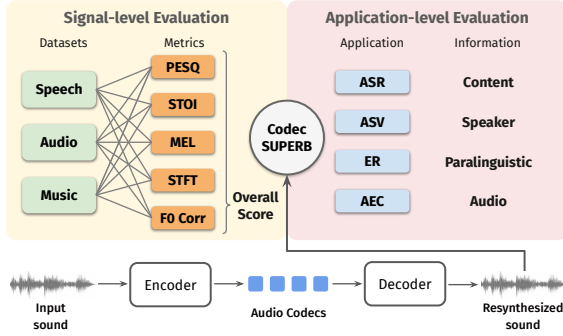 Signal-level Evaluation
Datasets
Metrics
Speech
Audio
Music
PESQ
STOI
MEL
STFT
F0 Corr
Overall
Score
Codec
SUPERB
Application-level Evaluation
Application
Information
ASR
Content
ASV
Speaker
ER
Paralinguistic
AEC
Audio
Input
sound
Encoder
Audio Codecs
Decoder
Resynthesized
sound